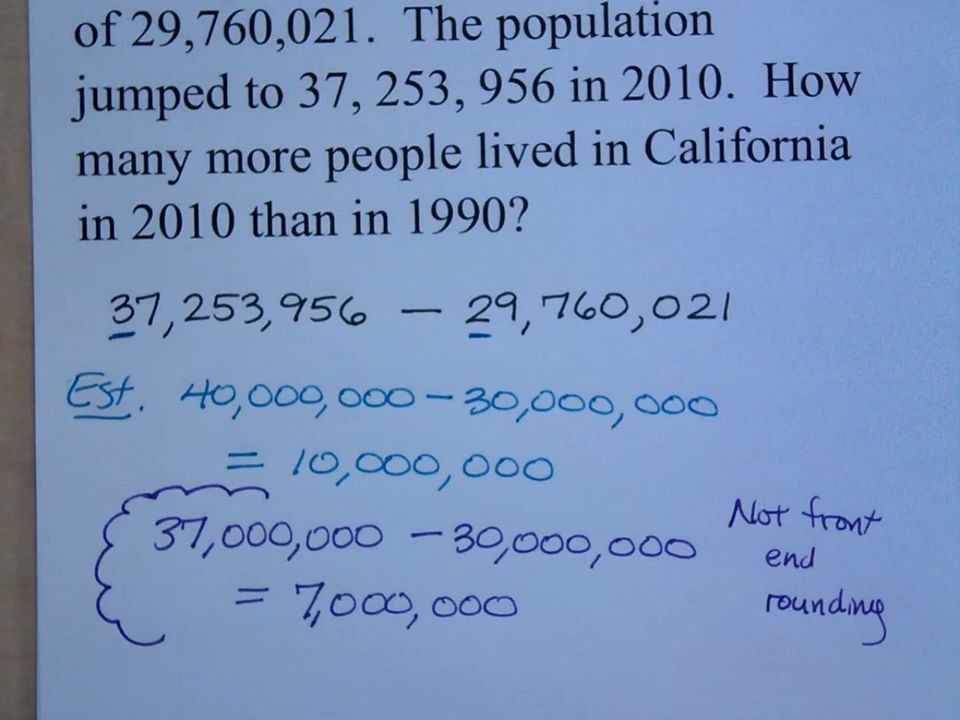 of 29,760,021. The population
jumped to 37, 253, 956 in 2010. How
many more people lived in California
in 2010 than in 1990?
37,253,956 — 29,760,021
Est. 40,000,000 – 30,000,000
= 10,000,000
37,000,000 – 30,000,000
= 7,000,000
Not front
end
rounding